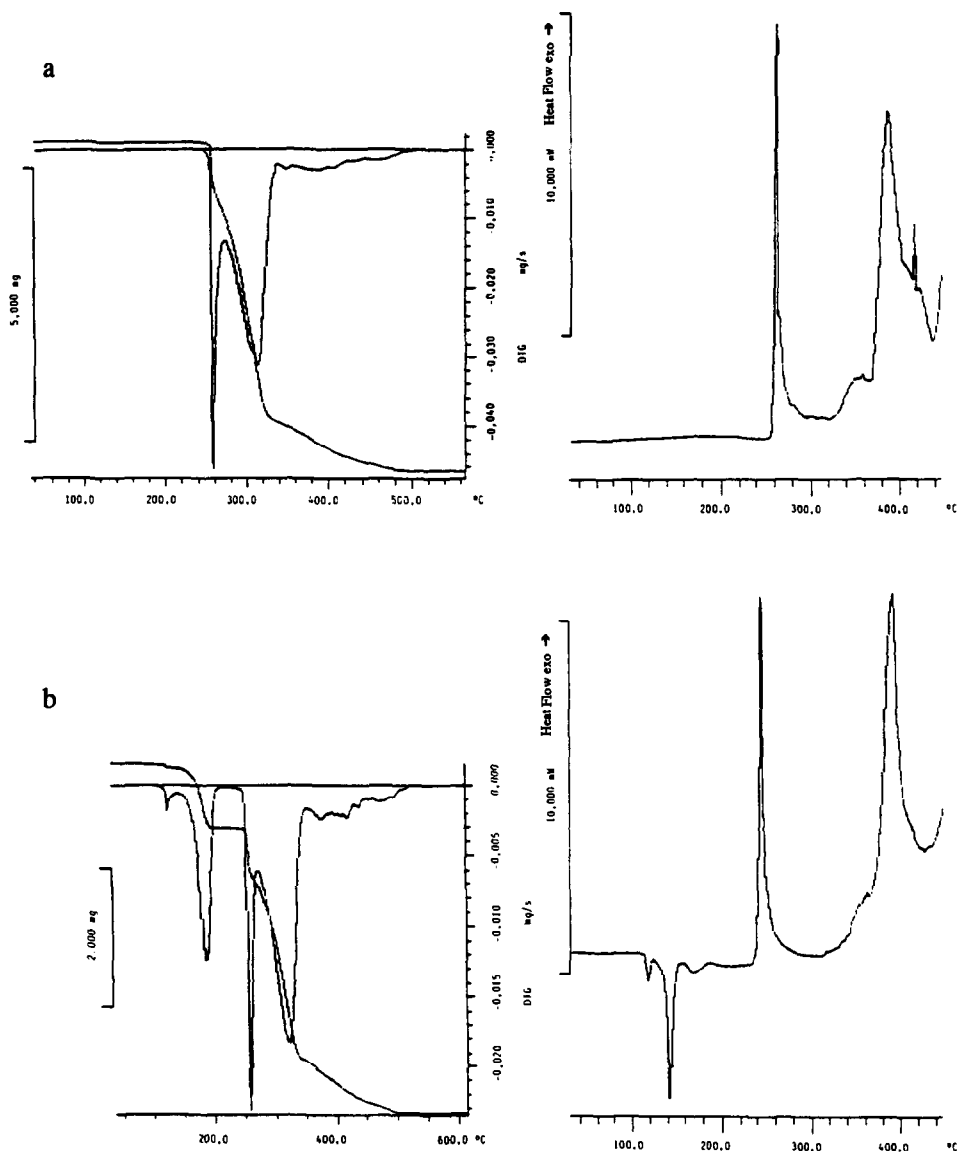 a
5,000 mg
0,000
-0,010
-0,020
-0,030
-0,040
mg/s
DTG
100.0 200.0 300.0 400.0 500.0 °C
Heat Flow exo →
10,000 mW
100.0 200.0 300.0 400.0 °C
b
2.000 mg
0,000
-0,005
-0,010
-0,015
-0,020
mg/s
DTG
200.0 400.0 600.0 °C
Heat Flow exo →
10,000 mW
100.0 200.0 300.0 400.0 °C